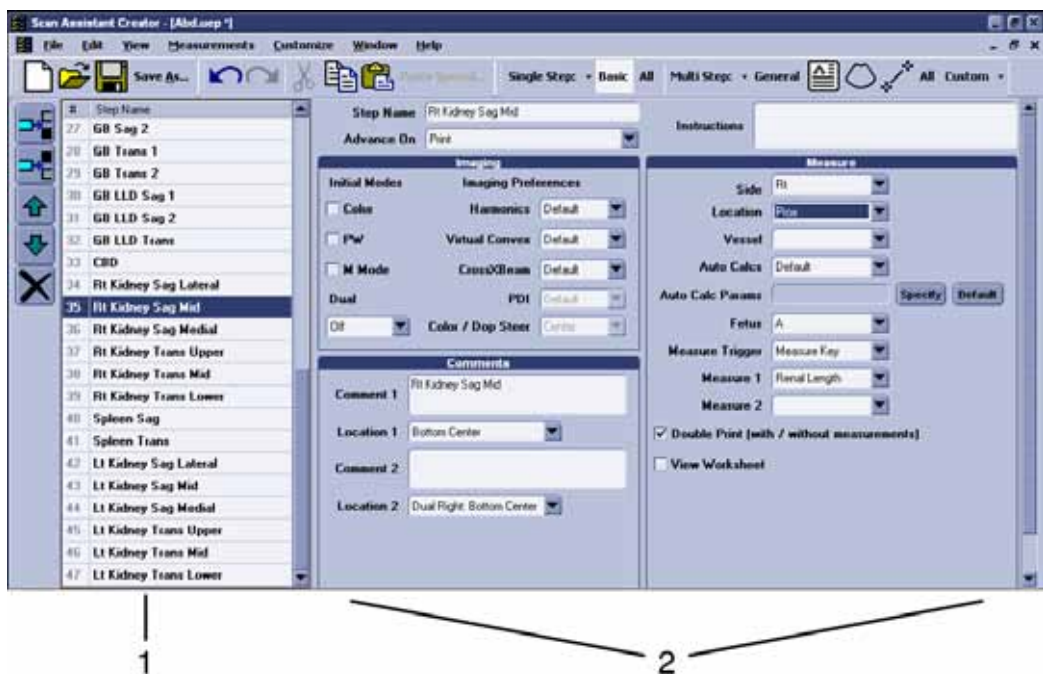 Scan Assistant Creator - [Abd.uep *]
File Edit View Measurements Customize Window Help
Save As... Paste Special... Single Step: Basic All Multi Step: General All Custom
# Step Name
27 GB Sag 2
28 GB Trans 1
29 GB Trans 2
30 GB LLD Sag 1
31 GB LLD Sag 2
32 GB LLD Trans
33 CBD
34 Rt Kidney Sag Lateral
35 Rt Kidney Sag Mid
36 Rt Kidney Sag Medial
37 Rt Kidney Trans Upper
38 Rt Kidney Trans Mid
39 Rt Kidney Trans Lower
40 Spleen Sag
41 Spleen Trans
42 Lt Kidney Sag Lateral
43 Lt Kidney Sag Mid
44 Lt Kidney Sag Medial
45 Lt Kidney Trans Upper
46 Lt Kidney Trans Mid
47 Lt Kidney Trans Lower
Step Name Rt Kidney Sag Mid
Advance On Print
Instructions
Imaging
Initial Modes Imaging Preferences
Color Harmonics Default
PW Virtual Convex Default
M Mode CrossXBeam Default
Dual PDI Default
Off Color / Dop Steer Center
Comments
Comment 1 Rt Kidney Sag Mid
Location 1 Bottom Center
Comment 2
Location 2 Dual Right: Bottom Center
Measure
Side Rt
Location Prox
Vessel
Auto Calcs Default
Auto Calc Params Specify Default
Fetus A
Measure Trigger Measure Key
Measure 1 Renal Length
Measure 2
Double Print (with / without measurements)
View Worksheet
1
2